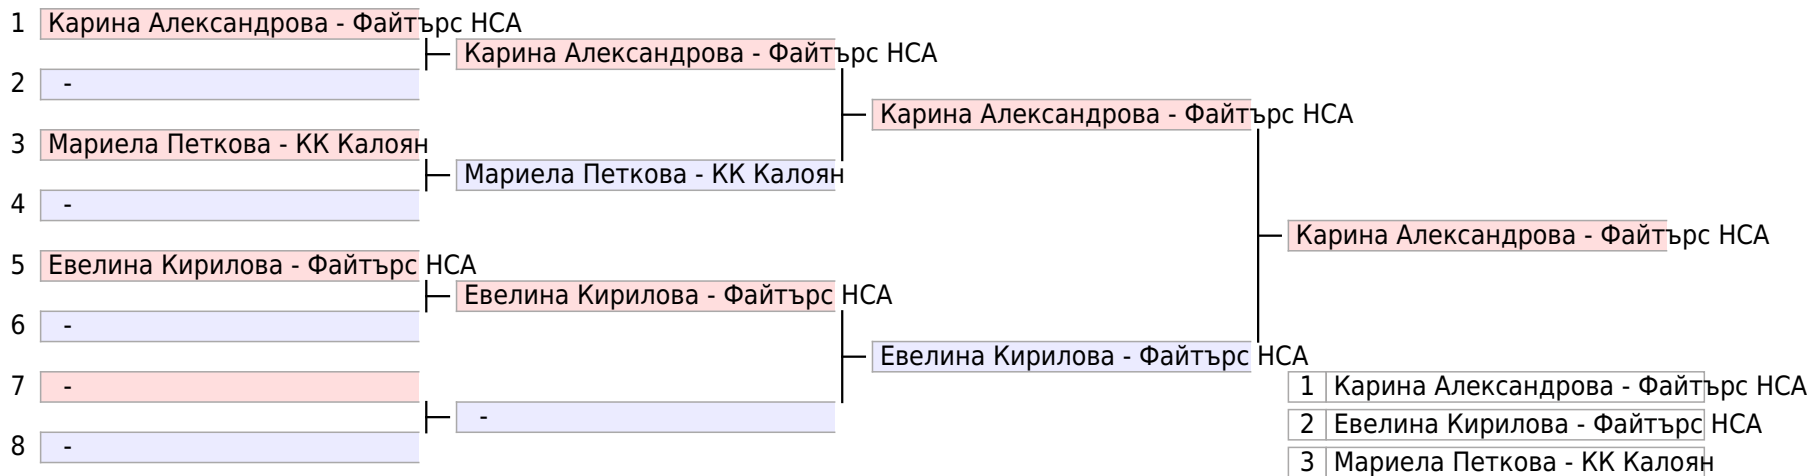 1 Карина Александрова - Файтърс НСА
Карина Александрова - Файтърс НСА
2 -
Карина Александрова - Файтърс НСА
3 Мариела Петкова - КК Калоян
Мариела Петкова - КК Калоян
4 -
Карина Александрова - Файтърс НСА
5 Евелина Кирилова - Файтърс НСА
Евелина Кирилова - Файтърс НСА
6 -
Евелина Кирилова - Файтърс НСА
7 -
1 Карина Александрова - Файтърс НСА
-
2 Евелина Кирилова - Файтърс НСА
8 -
3 Мариела Петкова - КК Калоян